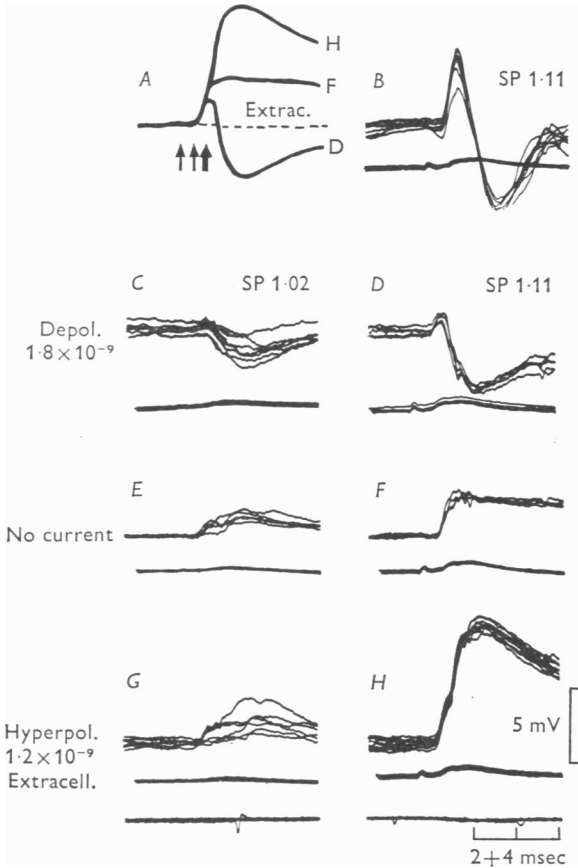 H
A
B
SP 1·11
F
Extrac.
D
C
SP 1·02
D
SP 1·11
Depol.
1·8×10⁻⁹
E
F
No current
G
H
Hyperpol.
1·2×10⁻⁹
5 mV
Extracell.
2+4 msec